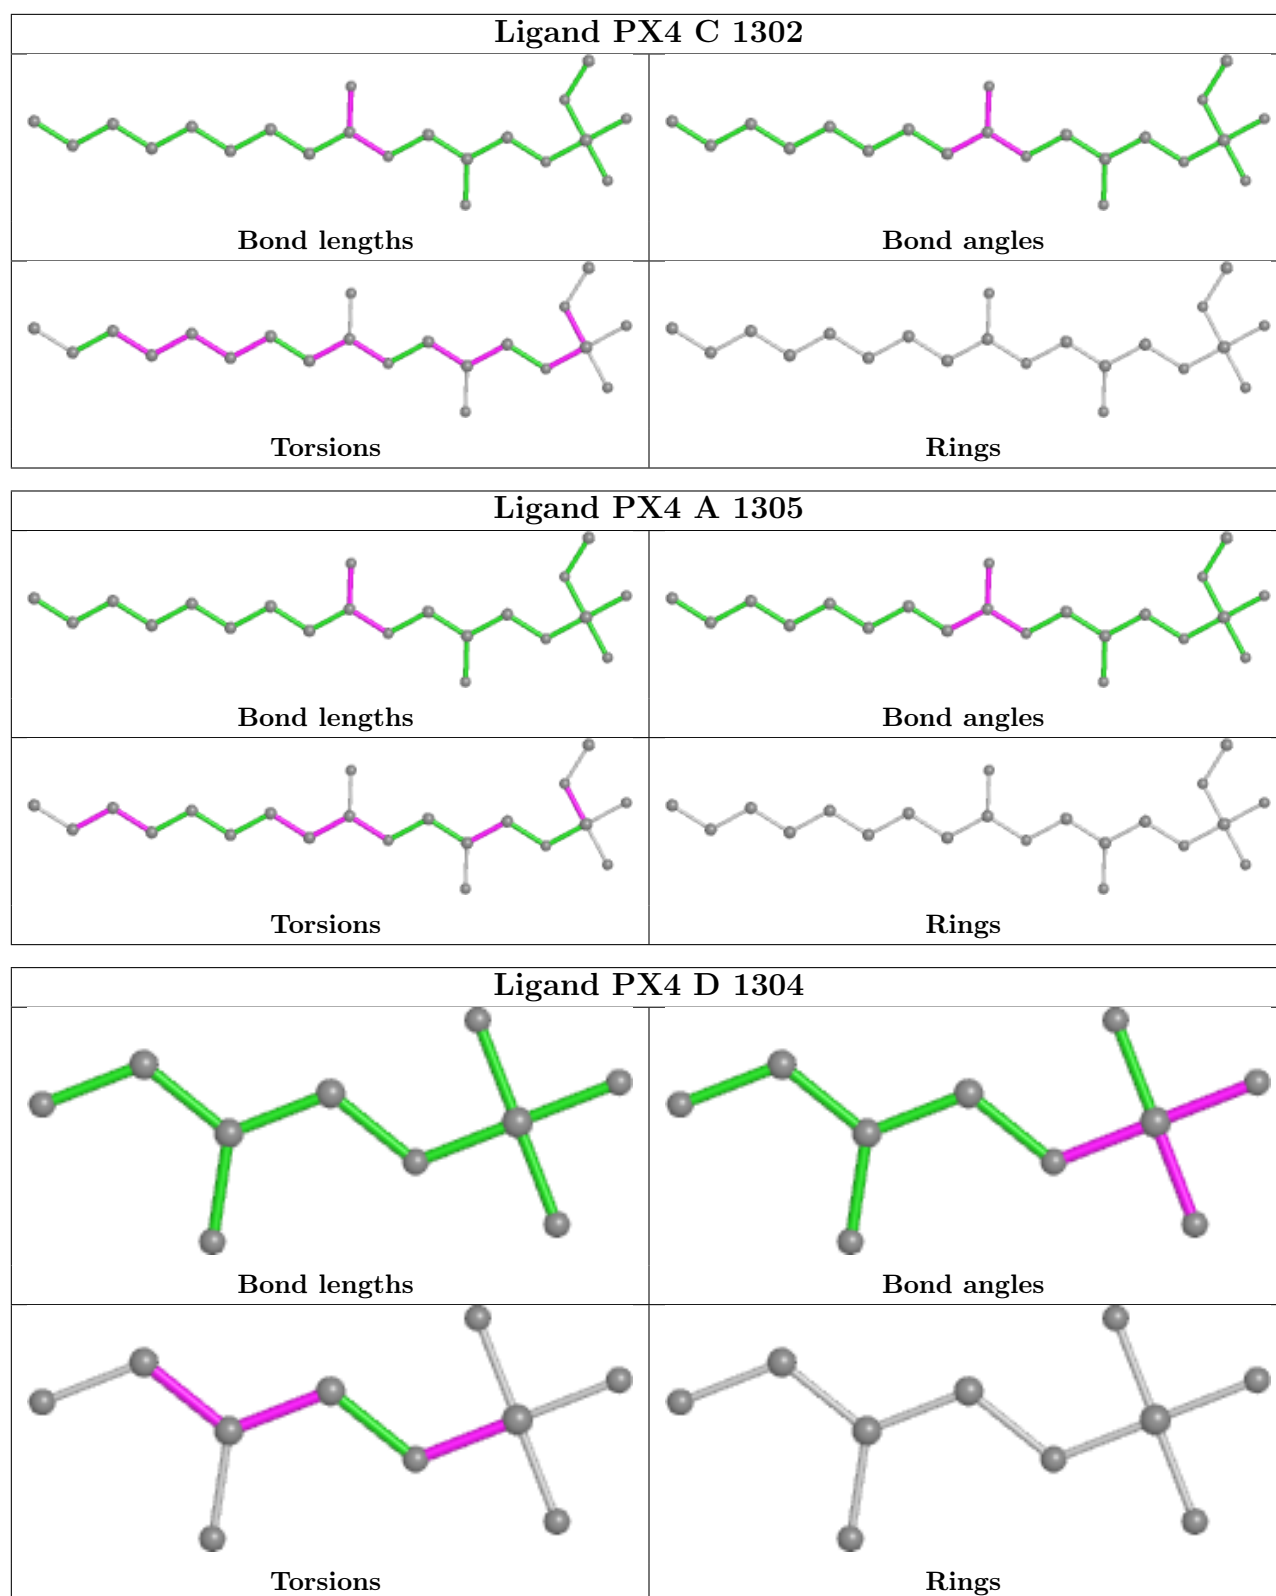 Ligand PX4 C 1302
Bond lengths
Bond angles
Torsions
Rings
Ligand PX4 A 1305
Bond lengths
Bond angles
Torsions
Rings
Ligand PX4 D 1304
Bond lengths
Bond angles
Torsions
Rings